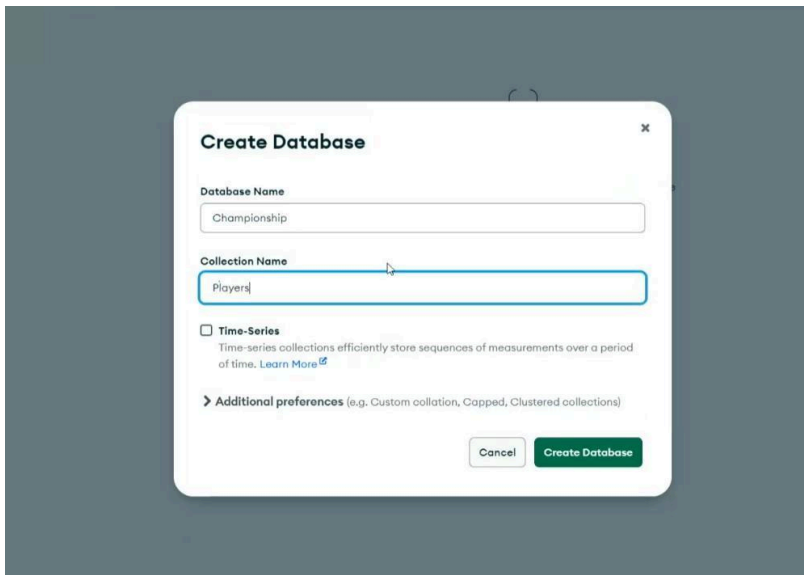 Create Database
Database Name
Championship
Collection Name
Players
Time-Series
Time-series collections efficiently store sequences of measurements over a period
of time. Learn More
Additional preferences (e.g. Custom collation, Capped, Clustered collections)
Cancel Create Database